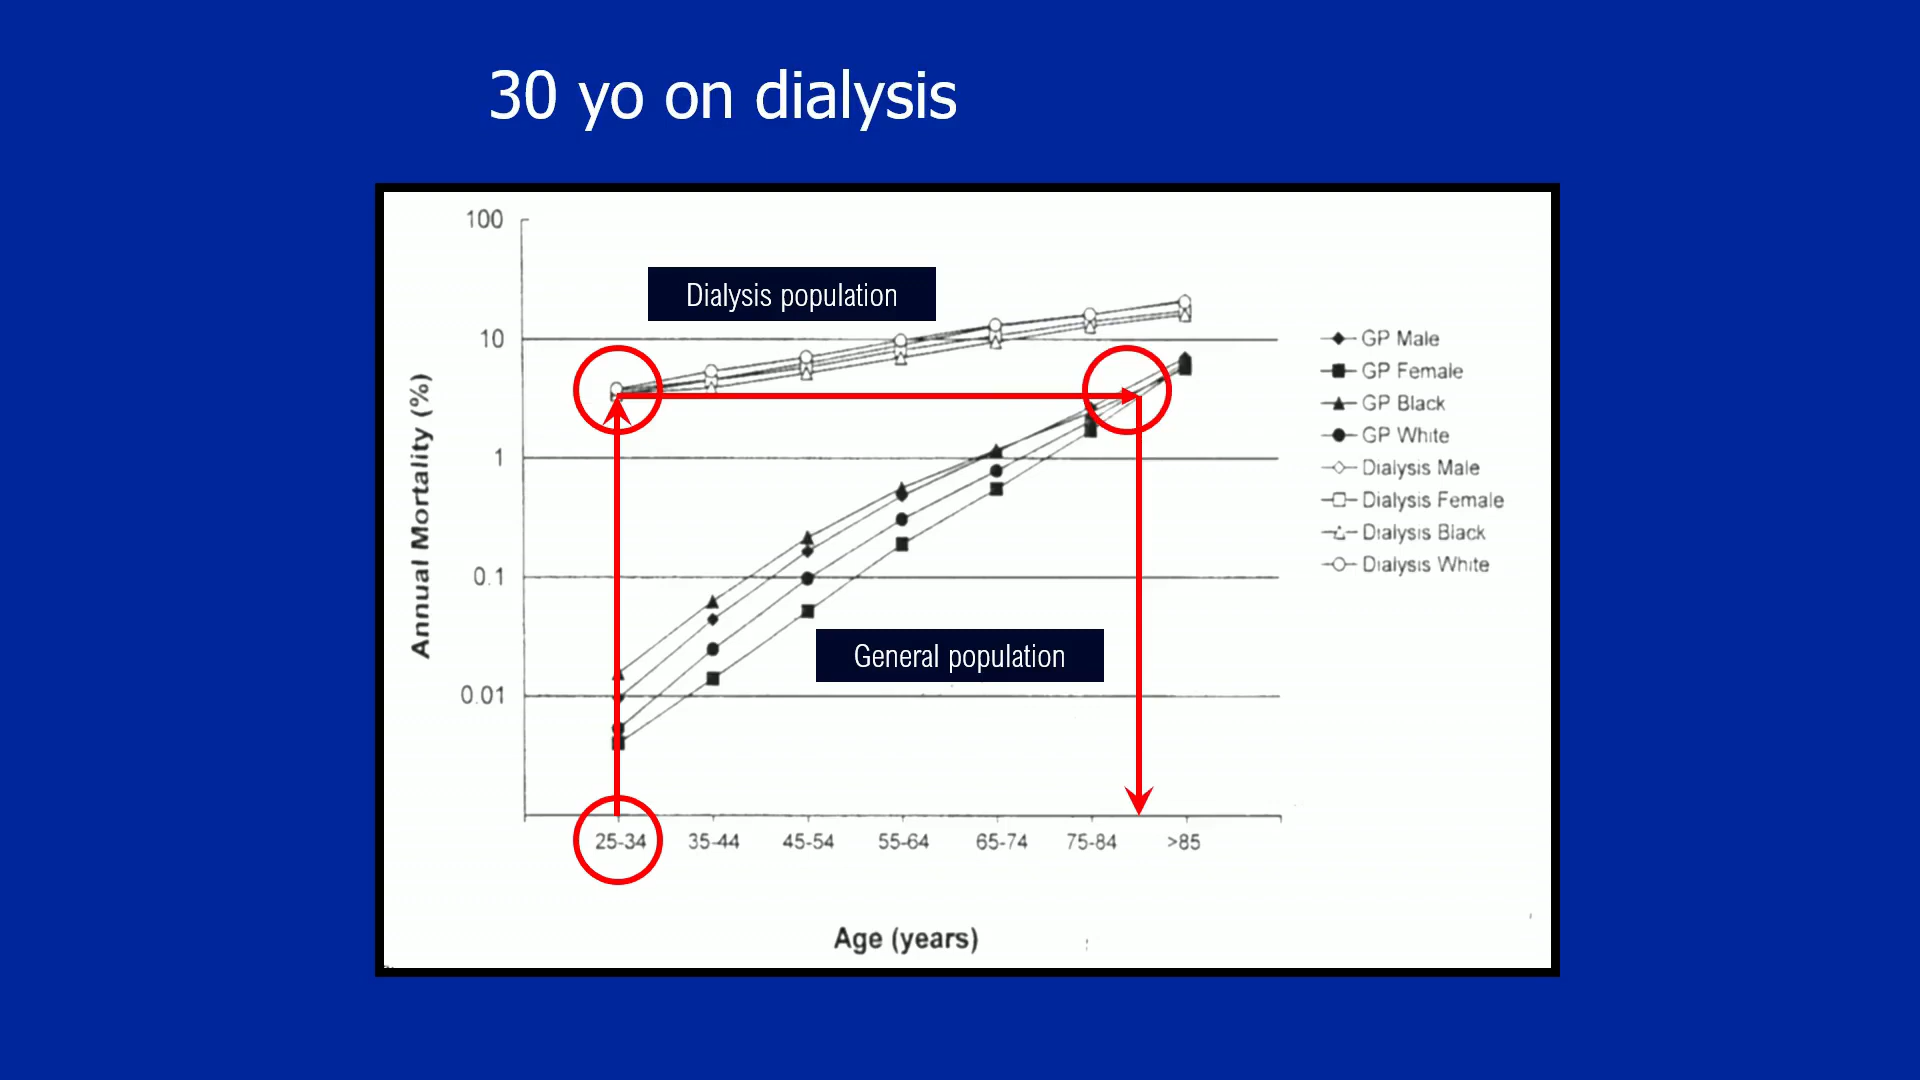 30 yo on dialysis
100
Dialysis population
10
1
0.1
0.01
Annual Mortality (%)
General population
GP Male
GP Female
GP Black
GP White
Dialysis Male
Dialysis Female
Dialysis Black
Dialysis White
25-34 35-44 45-54 55-64 65-74 75-84 >85
Age (years)